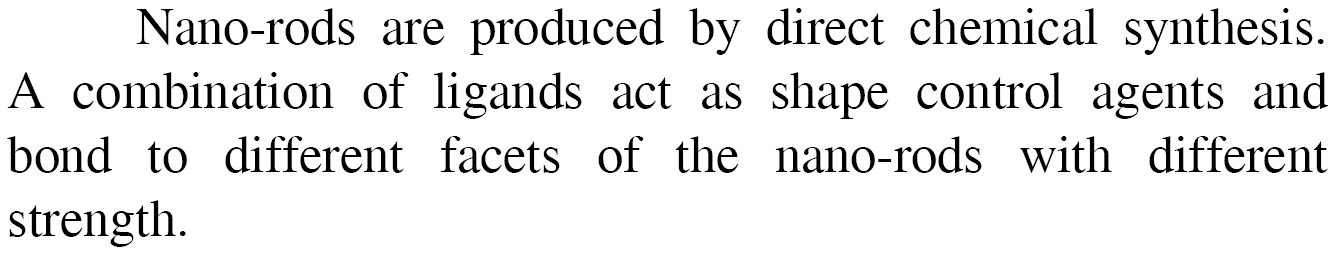 Nano-rods are produced by direct chemical synthesis.
A combination of ligands act as shape control agents and
bond to different facets of the nano-rods with different
strength.